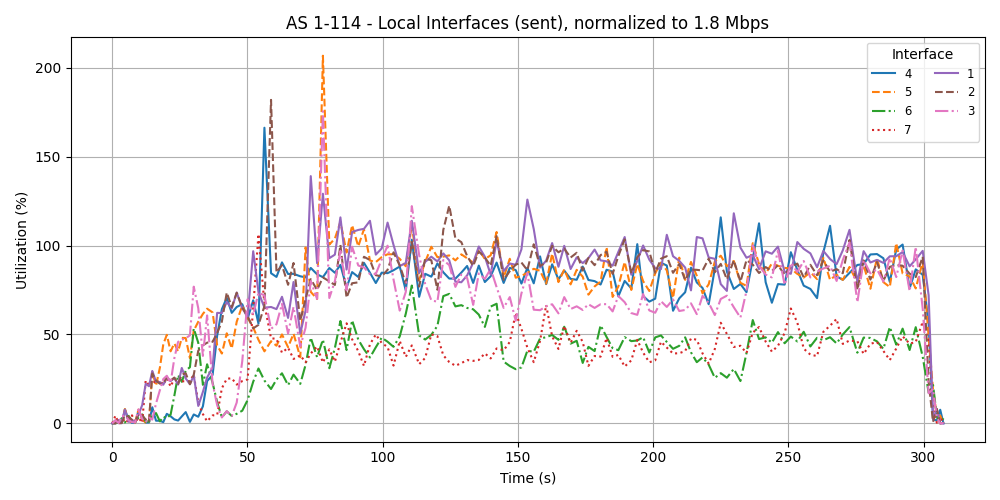 AS 1-114 - Local Interfaces (sent), normalized to 1.8 Mbps
Interface
4
5
6
7
1
2
3
Utilization (%)
200
150
100
50
0
0 50 100 150 200 250 300
Time (s)